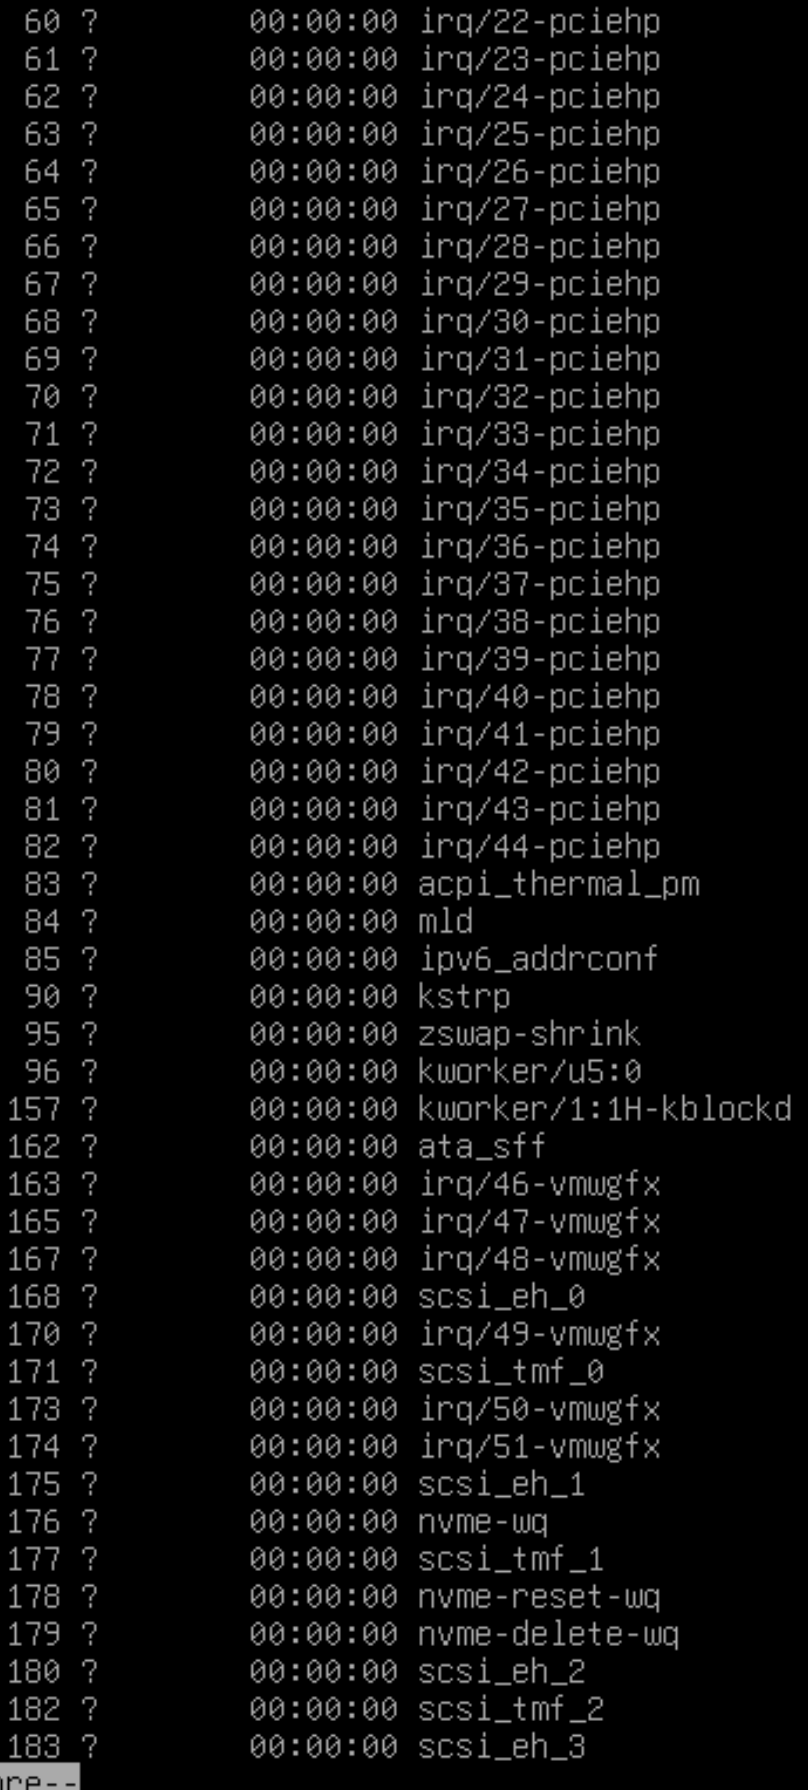 60 ? 00:00:00 irq/22-pciehp
61 ? 00:00:00 irq/23-pciehp
62 ? 00:00:00 irq/24-pciehp
63 ? 00:00:00 irq/25-pciehp
64 ? 00:00:00 irq/26-pciehp
65 ? 00:00:00 irq/27-pciehp
66 ? 00:00:00 irq/28-pciehp
67 ? 00:00:00 irq/29-pciehp
68 ? 00:00:00 irq/30-pciehp
69 ? 00:00:00 irq/31-pciehp
70 ? 00:00:00 irq/32-pciehp
71 ? 00:00:00 irq/33-pciehp
72 ? 00:00:00 irq/34-pciehp
73 ? 00:00:00 irq/35-pciehp
74 ? 00:00:00 irq/36-pciehp
75 ? 00:00:00 irq/37-pciehp
76 ? 00:00:00 irq/38-pciehp
77 ? 00:00:00 irq/39-pciehp
78 ? 00:00:00 irq/40-pciehp
79 ? 00:00:00 irq/41-pciehp
80 ? 00:00:00 irq/42-pciehp
81 ? 00:00:00 irq/43-pciehp
82 ? 00:00:00 irq/44-pciehp
83 ? 00:00:00 acpi_thermal_pm
84 ? 00:00:00 mld
85 ? 00:00:00 ipv6_addrconf
90 ? 00:00:00 kstrp
95 ? 00:00:00 zswap-shrink
96 ? 00:00:00 kworker/u5:0
157 ? 00:00:00 kworker/1:1H-kblockd
162 ? 00:00:00 ata_sff
163 ? 00:00:00 irq/46-vmwgfx
165 ? 00:00:00 irq/47-vmwgfx
167 ? 00:00:00 irq/48-vmwgfx
168 ? 00:00:00 scsi_eh_0
170 ? 00:00:00 irq/49-vmwgfx
171 ? 00:00:00 scsi_tmf_0
173 ? 00:00:00 irq/50-vmwgfx
174 ? 00:00:00 irq/51-vmwgfx
175 ? 00:00:00 scsi_eh_1
176 ? 00:00:00 nvme-wq
177 ? 00:00:00 scsi_tmf_1
178 ? 00:00:00 nvme-reset-wq
179 ? 00:00:00 nvme-delete-wq
180 ? 00:00:00 scsi_eh_2
182 ? 00:00:00 scsi_tmf_2
183 ? 00:00:00 scsi_eh_3
ore--